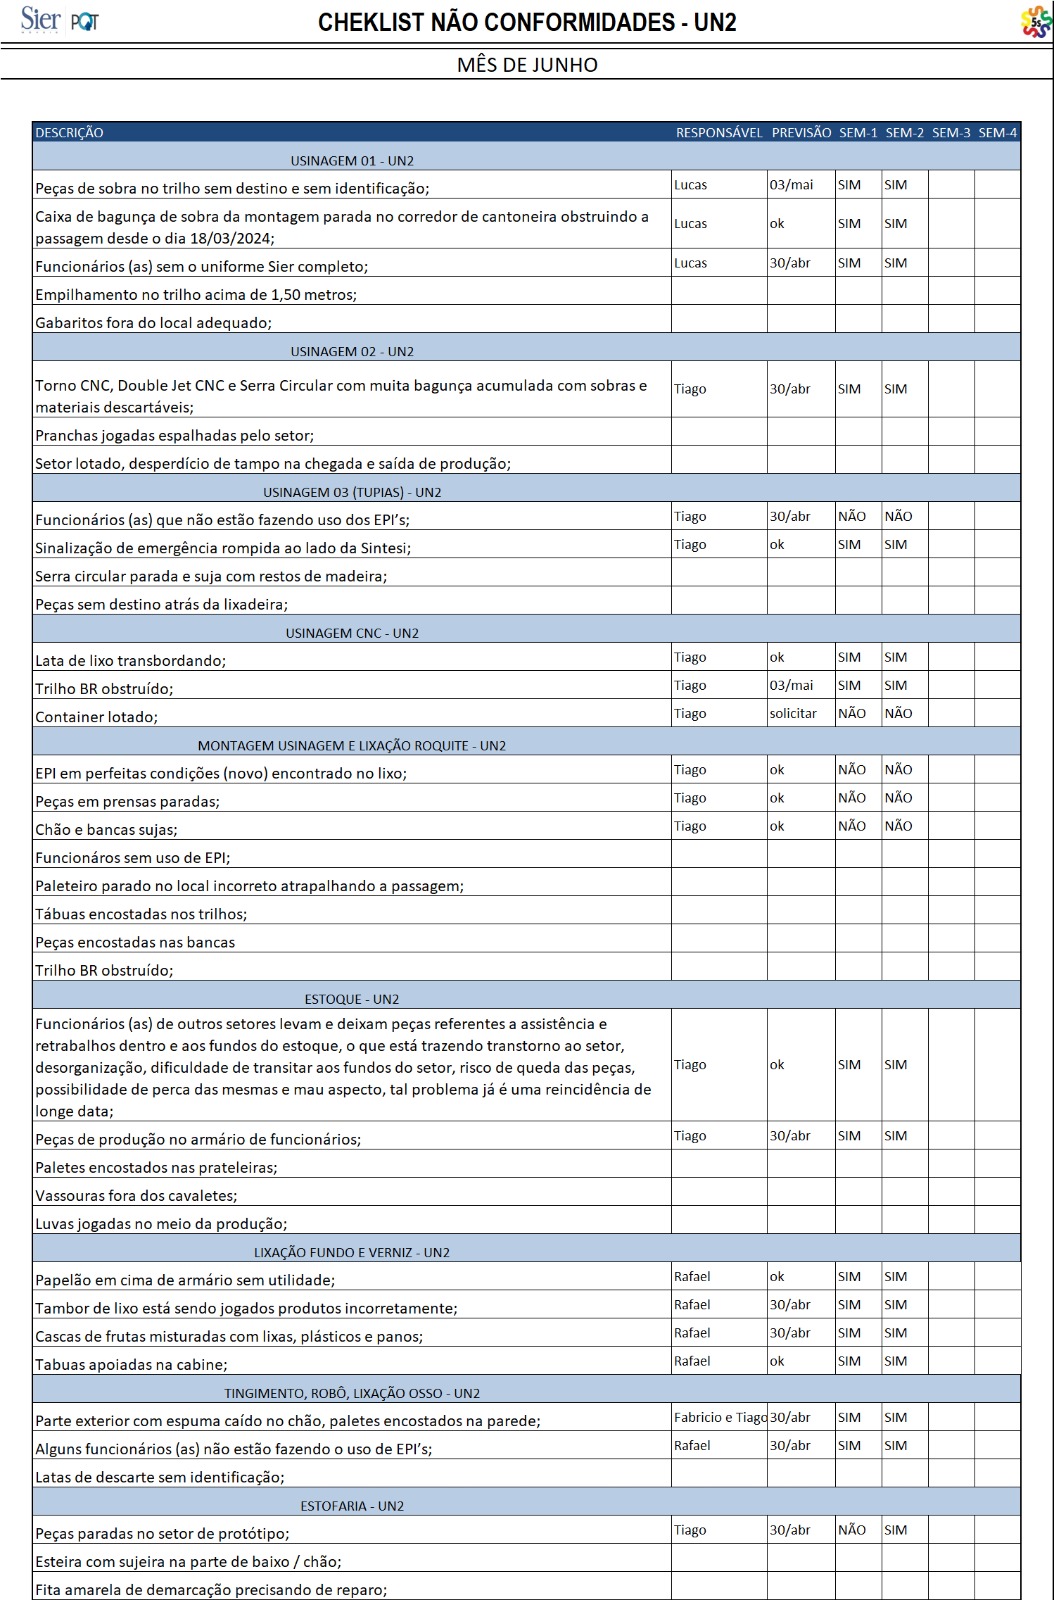 Sier PQT
CHEKLIST NÃO CONFORMIDADES - UN2
5s
MÊS DE JUNHO
DESCRIÇÃO RESPONSÁVEL PREVISÃO SEM-1 SEM-2 SEM-3 SEM-4
USINAGEM 01 - UN2
Peças de sobra no trilho sem destino e sem identificação; Lucas 03/mai SIM SIM
Caixa de bagunça de sobra da montagem parada no corredor de cantoneira obstruindo a
passagem desde o dia 18/03/2024; Lucas ok SIM SIM
Funcionários (as) sem o uniforme Sier completo; Lucas 30/abr SIM SIM
Empilhamento no trilho acima de 1,50 metros;
Gabaritos fora do local adequado;
USINAGEM 02 - UN2
Torno CNC, Double Jet CNC e Serra Circular com muita bagunça acumulada com sobras e
materiais descartáveis; Tiago 30/abr SIM SIM
Pranchas jogadas espalhadas pelo setor;
Setor lotado, desperdício de tampo na chegada e saída de produção;
USINAGEM 03 (TUPIAS) - UN2
Funcionários (as) que não estão fazendo uso dos EPI’s; Tiago 30/abr NÃO NÃO
Sinalização de emergência rompida ao lado da Sintesi; Tiago ok SIM SIM
Serra circular parada e suja com restos de madeira;
Peças sem destino atrás da lixadeira;
USINAGEM CNC - UN2
Lata de lixo transbordando; Tiago ok SIM SIM
Trilho BR obstruído; Tiago 03/mai SIM SIM
Container lotado; Tiago solicitar NÃO NÃO
MONTAGEM USINAGEM E LIXAÇÃO ROQUITE - UN2
EPI em perfeitas condições (novo) encontrado no lixo; Tiago ok NÃO NÃO
Peças em prensas paradas; Tiago ok NÃO NÃO
Chão e bancas sujas; Tiago ok NÃO NÃO
Funcionáros sem uso de EPI;
Paleteiro parado no local incorreto atrapalhando a passagem;
Tábuas encostadas nos trilhos;
Peças encostadas nas bancas
Trilho BR obstruído;
ESTOQUE - UN2
Funcionários (as) de outros setores levam e deixam peças referentes a assistência e
retrabalhos dentro e aos fundos do estoque, o que está trazendo transtorno ao setor,
desorganização, dificuldade de transitar aos fundos do setor, risco de queda das peças, Tiago ok SIM SIM
possibilidade de perca das mesmas e mau aspecto, tal problema já é uma reincidência de
longe data;
Peças de produção no armário de funcionários; Tiago 30/abr SIM SIM
Paletes encostados nas prateleiras;
Vassouras fora dos cavaletes;
Luvas jogadas no meio da produção;
LIXAÇÃO FUNDO E VERNIZ - UN2
Papelão em cima de armário sem utilidade; Rafael ok SIM SIM
Tambor de lixo está sendo jogados produtos incorretamente; Rafael 30/abr SIM SIM
Cascas de frutas misturadas com lixas, plásticos e panos; Rafael 30/abr SIM SIM
Tabuas apoiadas na cabine; Rafael ok SIM SIM
TINGIMENTO, ROBÔ, LIXAÇÃO OSSO - UN2
Parte exterior com espuma caído no chão, paletes encostados na parede; Fabricio e Tiago 30/abr SIM SIM
Alguns funcionários (as) não estão fazendo o uso de EPI’s; Rafael 30/abr SIM SIM
Latas de descarte sem identificação;
ESTOFARIA - UN2
Peças paradas no setor de protótipo; Tiago 30/abr NÃO SIM
Esteira com sujeira na parte de baixo / chão;
Fita amarela de demarcação precisando de reparo;